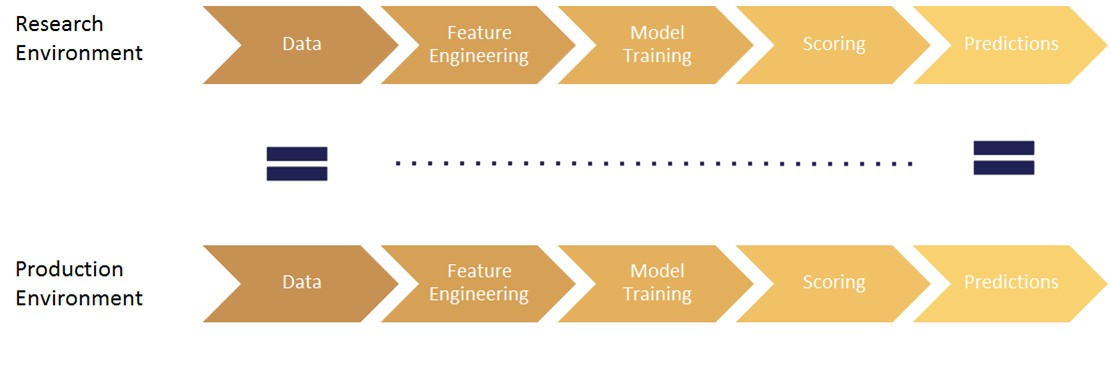 Research
Environment
Data
Feature
Engineering
Model
Training
Scoring
Predictions
Production
Environment
Data
Feature
Engineering
Model
Training
Scoring
Predictions